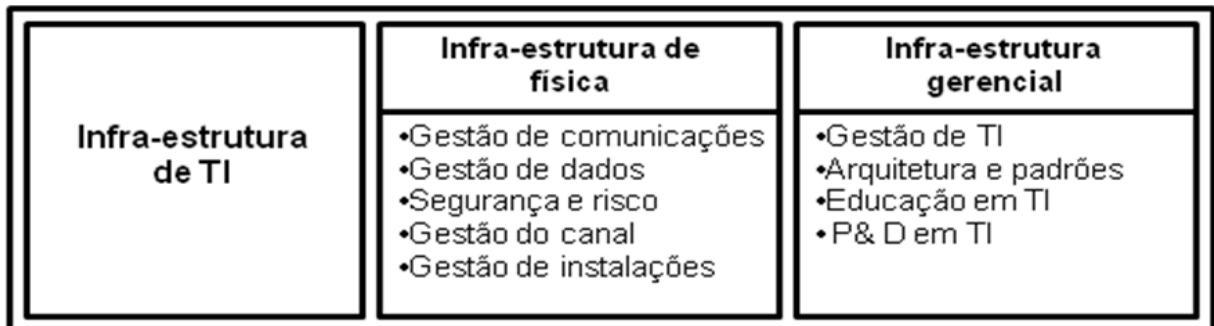 Infra-estrutura
de TI
Infra-estrutura de
física
•Gestão de comunicações
•Gestão de dados
•Segurança e risco
•Gestão do canal
•Gestão de instalações
Infra-estrutura
gerencial
•Gestão de TI
•Arquitetura e padrões
•Educação em TI
•P& D em TI